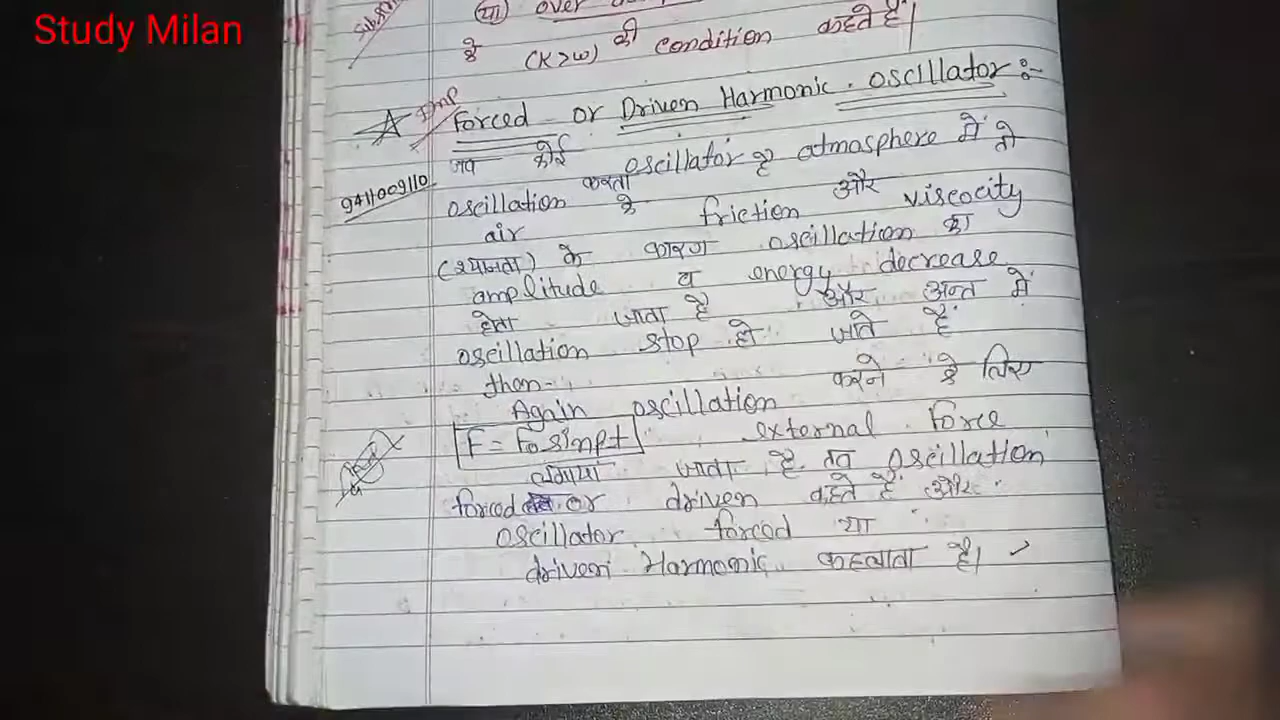 Study Milan
(या) over
के (K>w) की condition कहते है|
Imp
Forced or Driven Harmonic oscillator :-
जब कोई oscillator है atmosphere में तो
oscillation करता
9411009110
air के friction और viscocity
(श्यानता) के कारण oscillation का
amplitude व energy decrease
होता जाता है और अन्त में
oscillation stop हो जाते हैं
then-
Again oscillation करने के लिए
F = Fo sinpt external force
लगाया जाता है तब oscillation
forced or driven कहते हैं और
oscillator forced या
driven Harmonic कहलाता है।